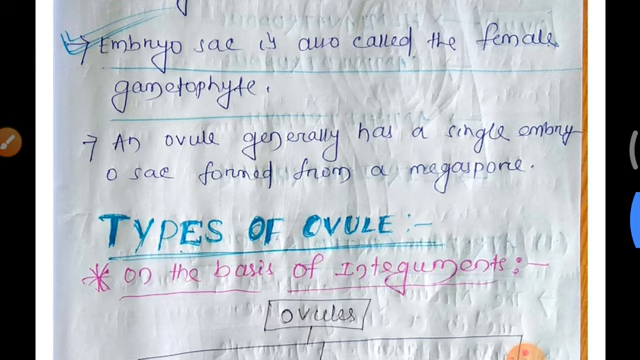 → Embryo sac is also called the female
gametophyte.
→ An ovule generally has a single embry
o sac formed from a megaspore.
TYPES OF OVULE:-
* on the basis of Integuments:-
ovules